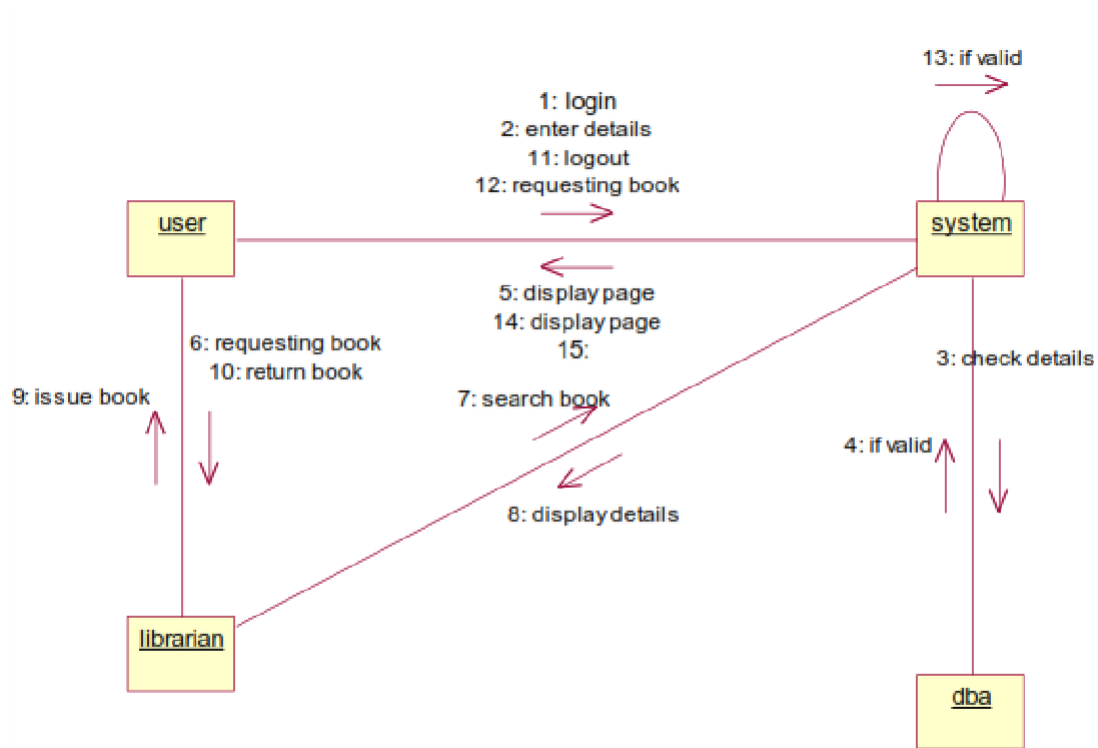 13: if valid
1: login
2: enter details
11: logout
12: requesting book
user
system
5: display page
14: display page
15:
6: requesting book
10: return book
3: check details
9: issue book
7: search book
4: if valid
8: display details
librarian
dba